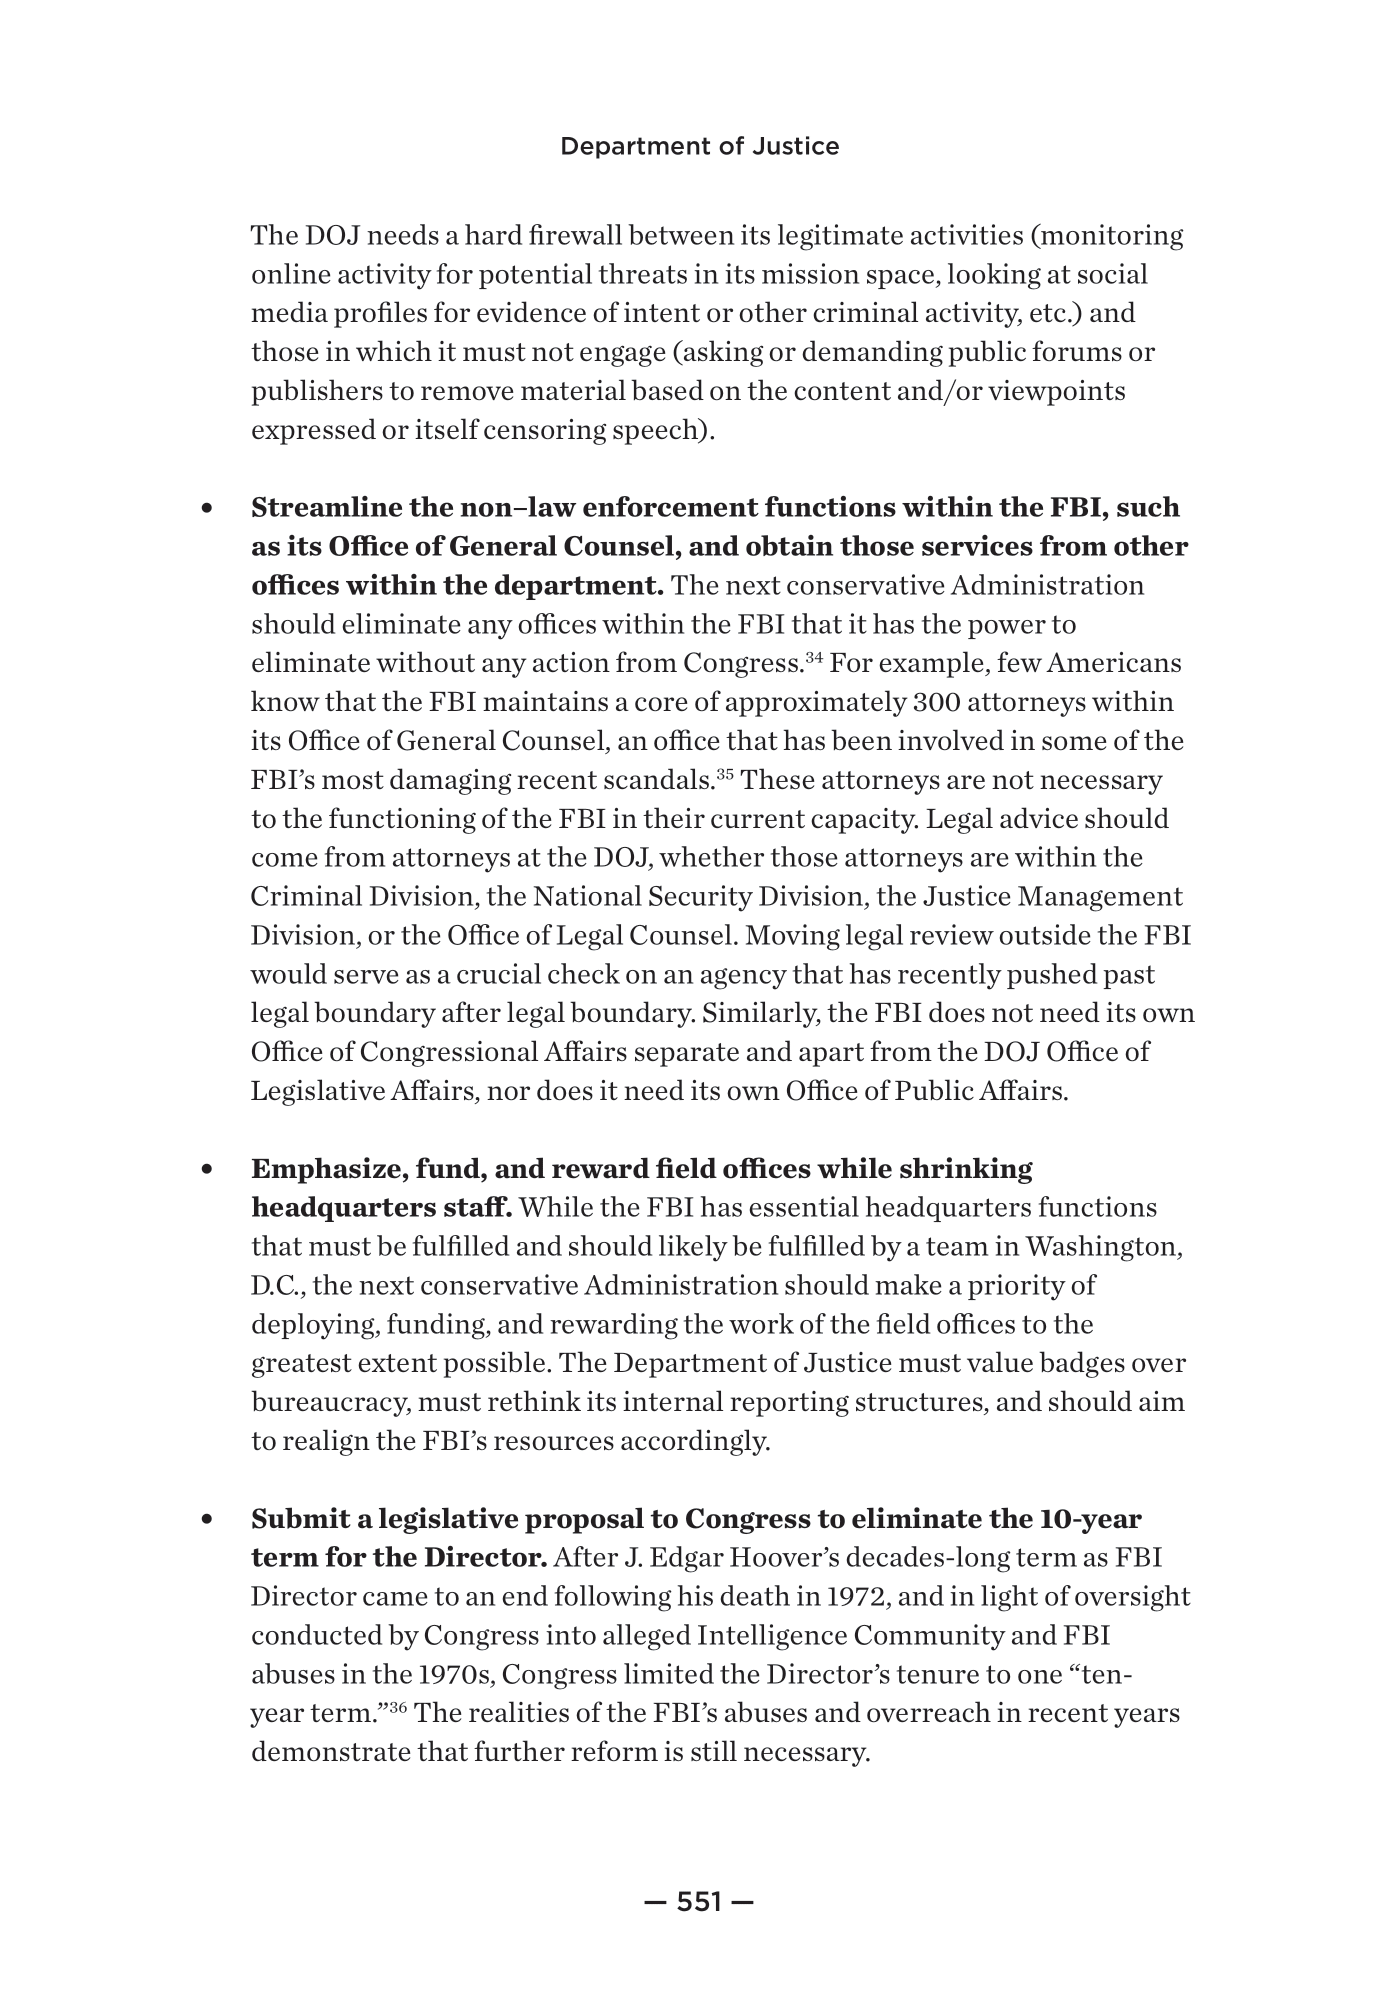 Department of Justice
The DOJ needs a hard firewall between its legitimate activities (monitoring
online activity for potential threats in its mission space, looking at social
media profiles for evidence of intent or other criminal activity, etc.) and
those in which it must not engage (asking or demanding public forums or
publishers to remove material based on the content and/or viewpoints
expressed or itself censoring speech).
• Streamline the non–law enforcement functions within the FBI, such
as its Office of General Counsel, and obtain those services from other
offices within the department. The next conservative Administration
should eliminate any offices within the FBI that it has the power to
eliminate without any action from Congress.³⁴ For example, few Americans
know that the FBI maintains a core of approximately 300 attorneys within
its Office of General Counsel, an office that has been involved in some of the
FBI’s most damaging recent scandals.³⁵ These attorneys are not necessary
to the functioning of the FBI in their current capacity. Legal advice should
come from attorneys at the DOJ, whether those attorneys are within the
Criminal Division, the National Security Division, the Justice Management
Division, or the Office of Legal Counsel. Moving legal review outside the FBI
would serve as a crucial check on an agency that has recently pushed past
legal boundary after legal boundary. Similarly, the FBI does not need its own
Office of Congressional Affairs separate and apart from the DOJ Office of
Legislative Affairs, nor does it need its own Office of Public Affairs.
• Emphasize, fund, and reward field offices while shrinking
headquarters staff. While the FBI has essential headquarters functions
that must be fulfilled and should likely be fulfilled by a team in Washington,
D.C., the next conservative Administration should make a priority of
deploying, funding, and rewarding the work of the field offices to the
greatest extent possible. The Department of Justice must value badges over
bureaucracy, must rethink its internal reporting structures, and should aim
to realign the FBI’s resources accordingly.
• Submit a legislative proposal to Congress to eliminate the 10-year
term for the Director. After J. Edgar Hoover’s decades-long term as FBI
Director came to an end following his death in 1972, and in light of oversight
conducted by Congress into alleged Intelligence Community and FBI
abuses in the 1970s, Congress limited the Director’s tenure to one “ten-
year term.”³⁶ The realities of the FBI’s abuses and overreach in recent years
demonstrate that further reform is still necessary.
— 551 —